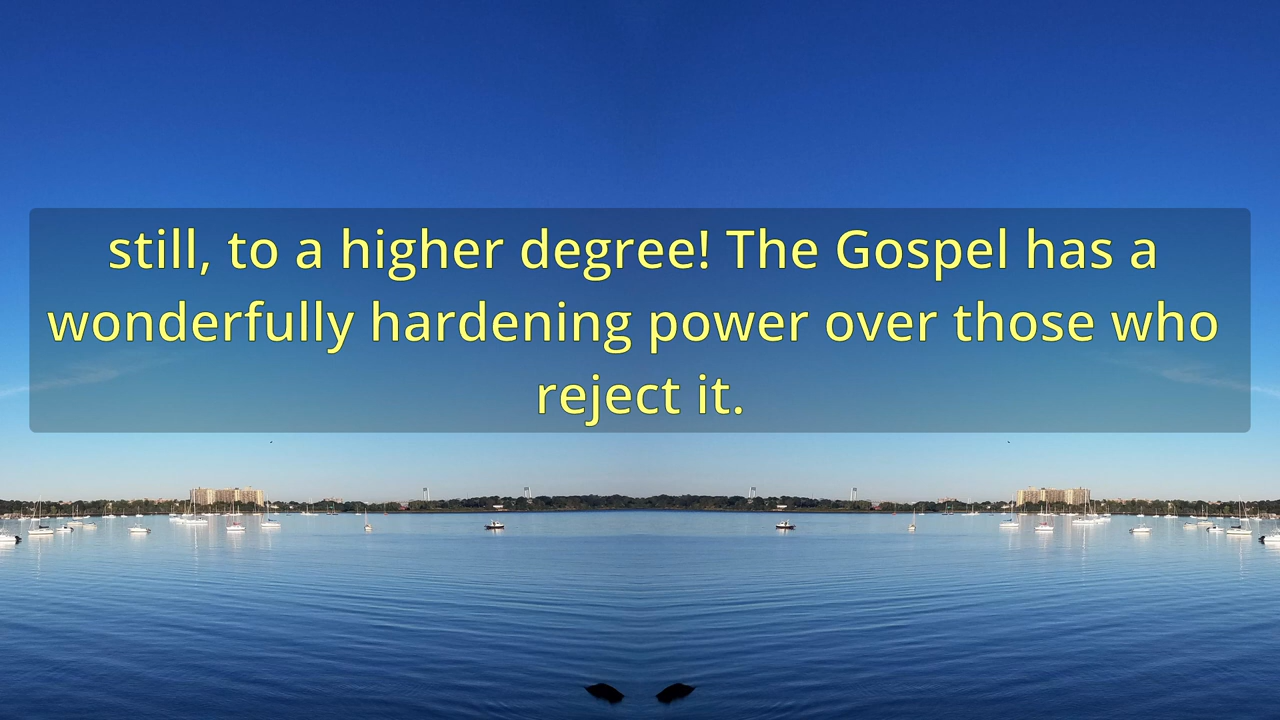 still, to a higher degree! The Gospel has a
wonderfully hardening power over those who
reject it.